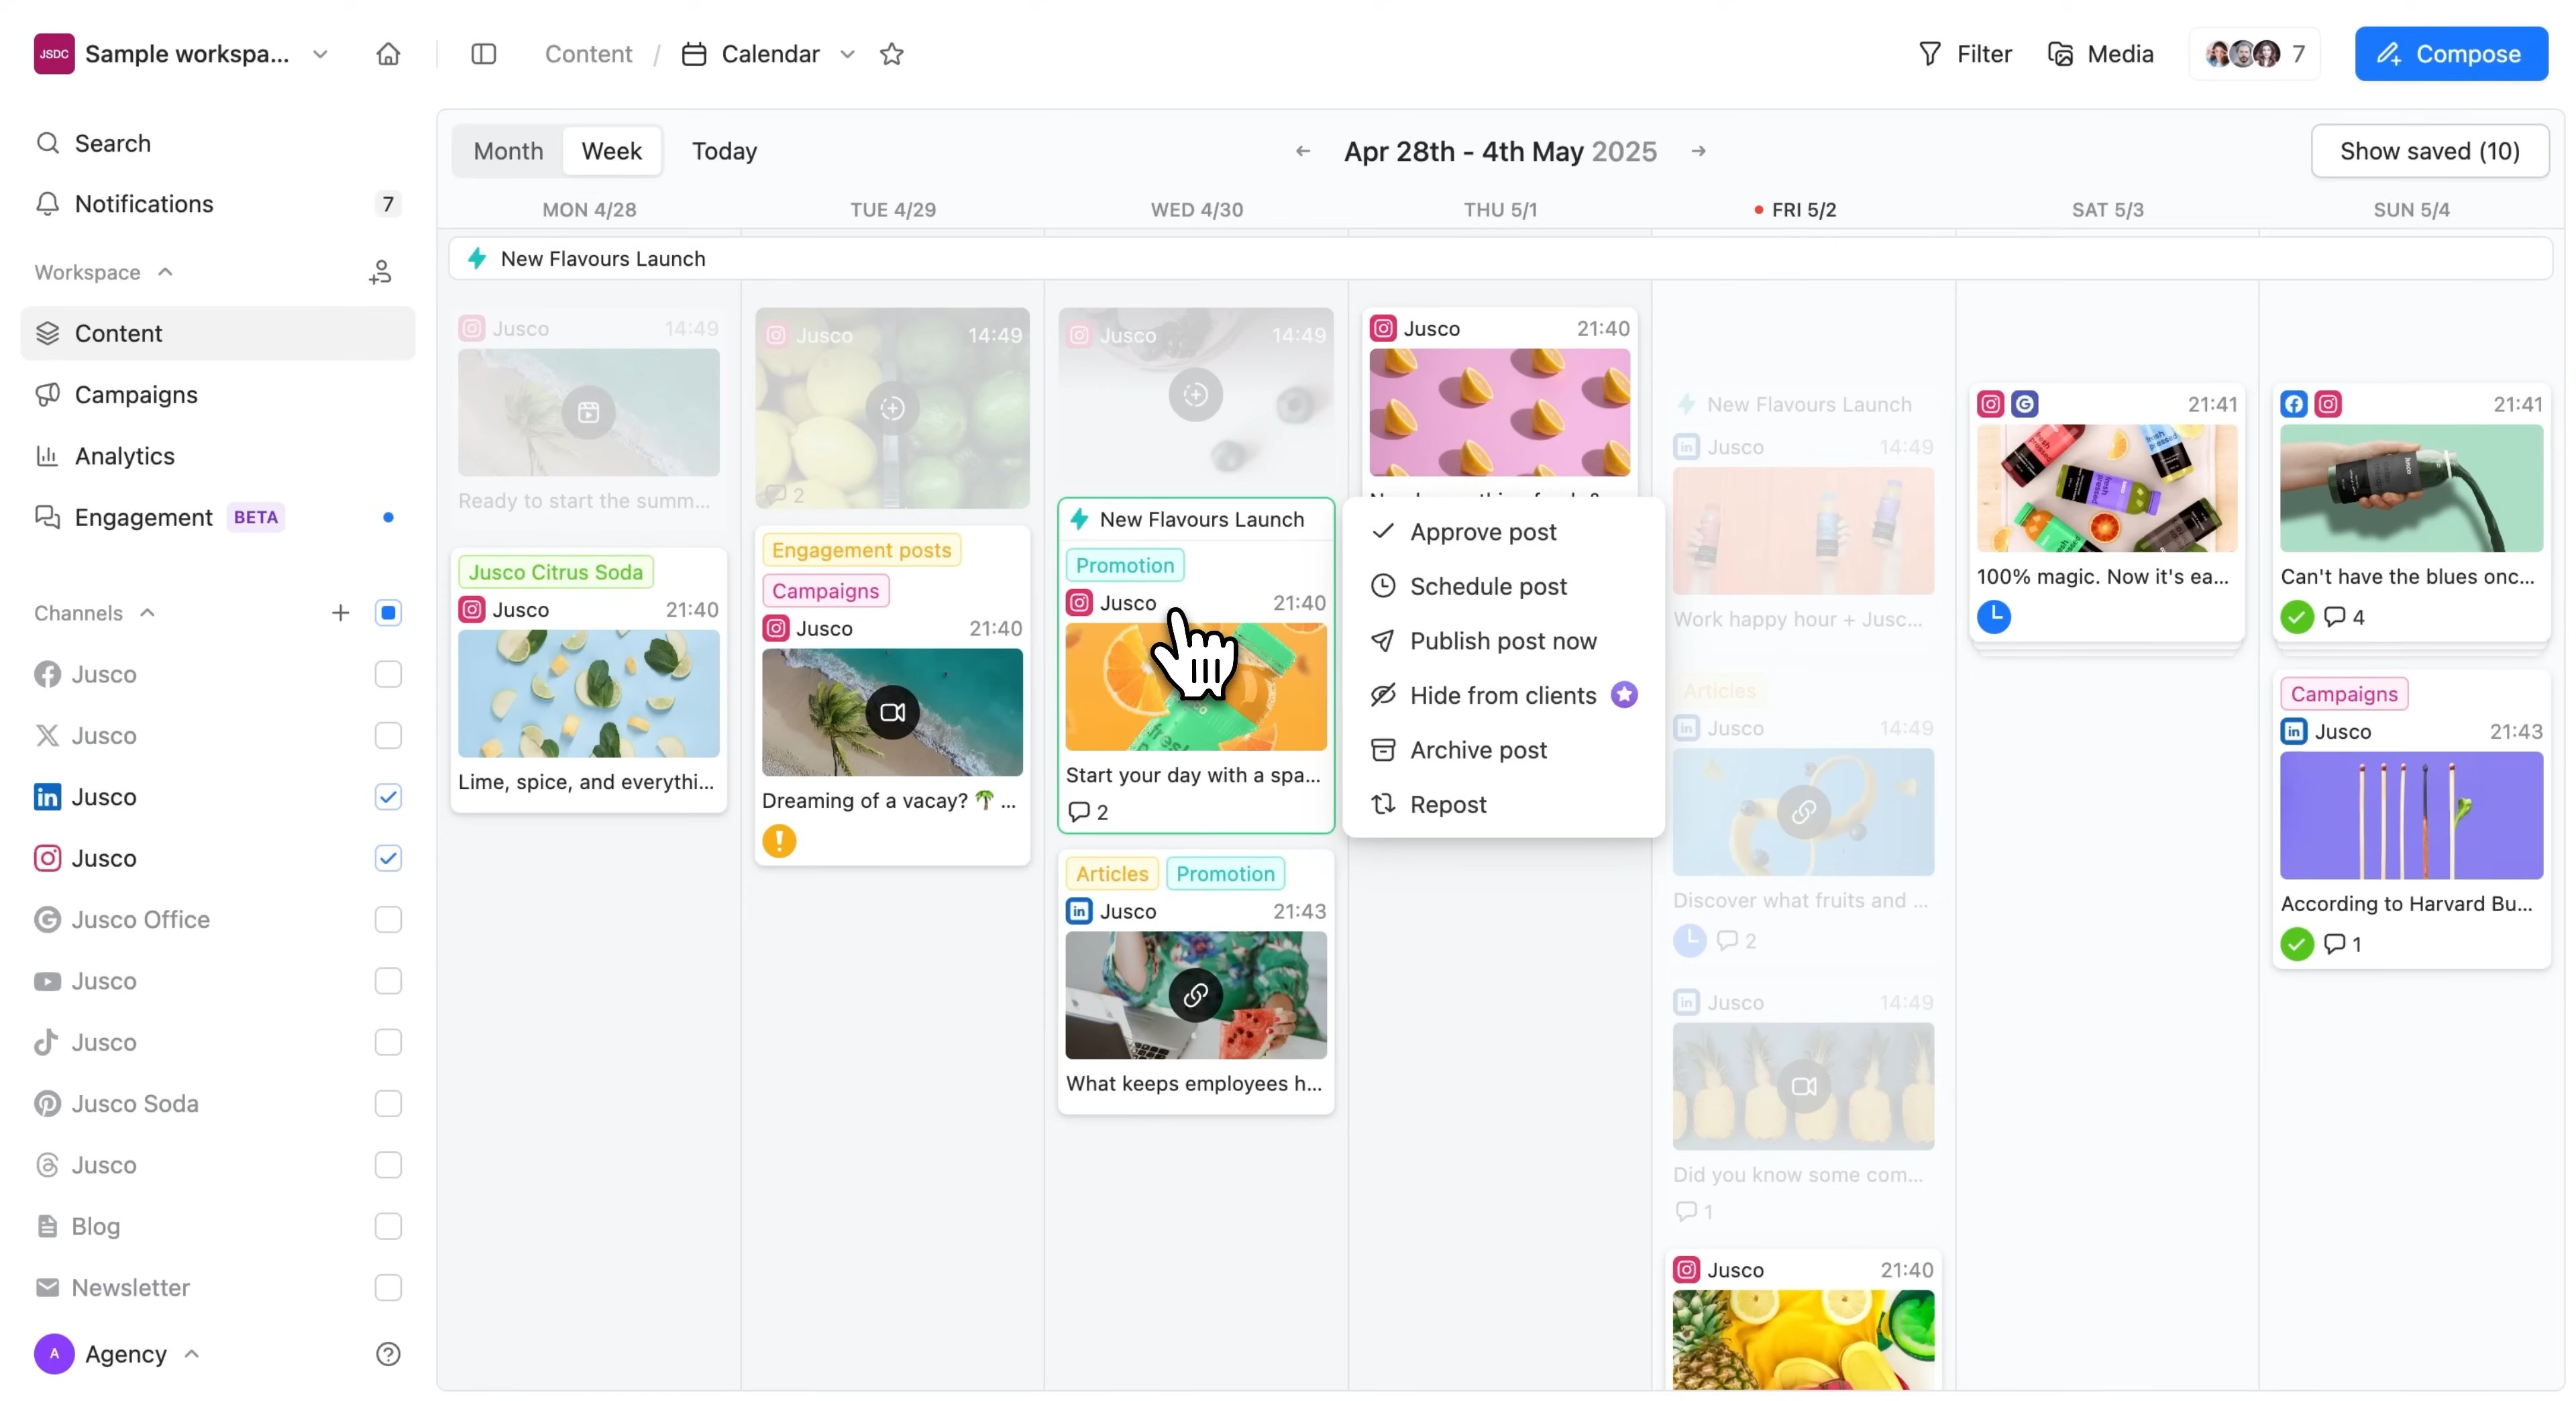 JSDC Sample workspa...
Content / Calendar
Filter Media 7 Compose
Search
Notifications 7
Workspace
Content
Campaigns
Analytics
Engagement BETA
Channels
Jusco
Jusco
Jusco
Jusco
Jusco Office
Jusco
Jusco
Jusco Soda
Jusco
Blog
Newsletter
A Agency
Month Week Today
Apr 28th - 4th May 2025
Show saved (10)
MON 4/28 TUE 4/29 WED 4/30 THU 5/1 FRI 5/2 SAT 5/3 SUN 5/4
New Flavours Launch
Jusco 14:49
Ready to start the summ...
Jusco Citrus Soda
Jusco 21:40
Lime, spice, and everythi...
Jusco 14:49
2
Engagement posts
Campaigns
Jusco 21:40
Dreaming of a vacay? 🌴 ...
Jusco 14:49
New Flavours Launch
Promotion
Jusco 21:40
Start your day with a spa...
2
Articles Promotion
Jusco 21:43
What keeps employees h...
Jusco 21:40
Approve post
Schedule post
Publish post now
Hide from clients
Archive post
Repost
New Flavours Launch
Jusco 14:49
Work happy hour + Jusc...
Articles
Jusco 14:49
Discover what fruits and ...
2
Jusco 14:49
Did you know some com...
1
Jusco 21:40
21:41
fresh pressed
100% magic. Now it's ea...
21:41
Can't have the blues onc...
4
Campaigns
Jusco 21:43
According to Harvard Bu...
1